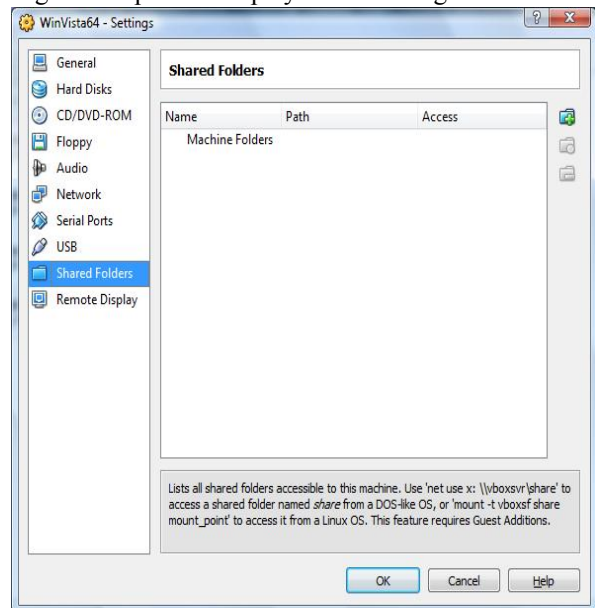 WinVista64 - Settings
General
Hard Disks
CD/DVD-ROM
Floppy
Audio
Network
Serial Ports
USB
Shared Folders
Remote Display
Shared Folders
Name Path Access
Machine Folders
Lists all shared folders accessible to this machine. Use 'net use x: \\vboxsvr\share' to
access a shared folder named share from a DOS-like OS, or 'mount -t vboxsf share
mount_point' to access it from a Linux OS. This feature requires Guest Additions.
OK Cancel Help